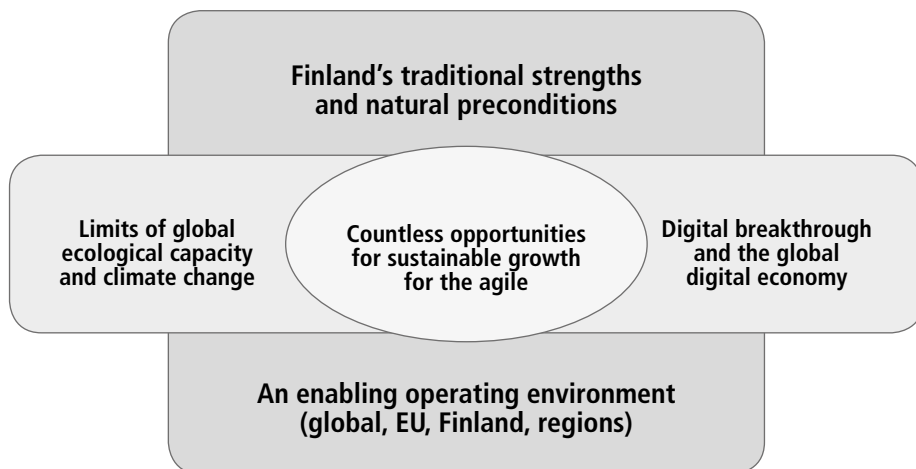 Finland’s traditional strengths
and natural preconditions
Limits of global
ecological capacity
and climate change
Countless opportunities
for sustainable growth
for the agile
Digital breakthrough
and the global
digital economy
An enabling operating environment
(global, EU, Finland, regions)